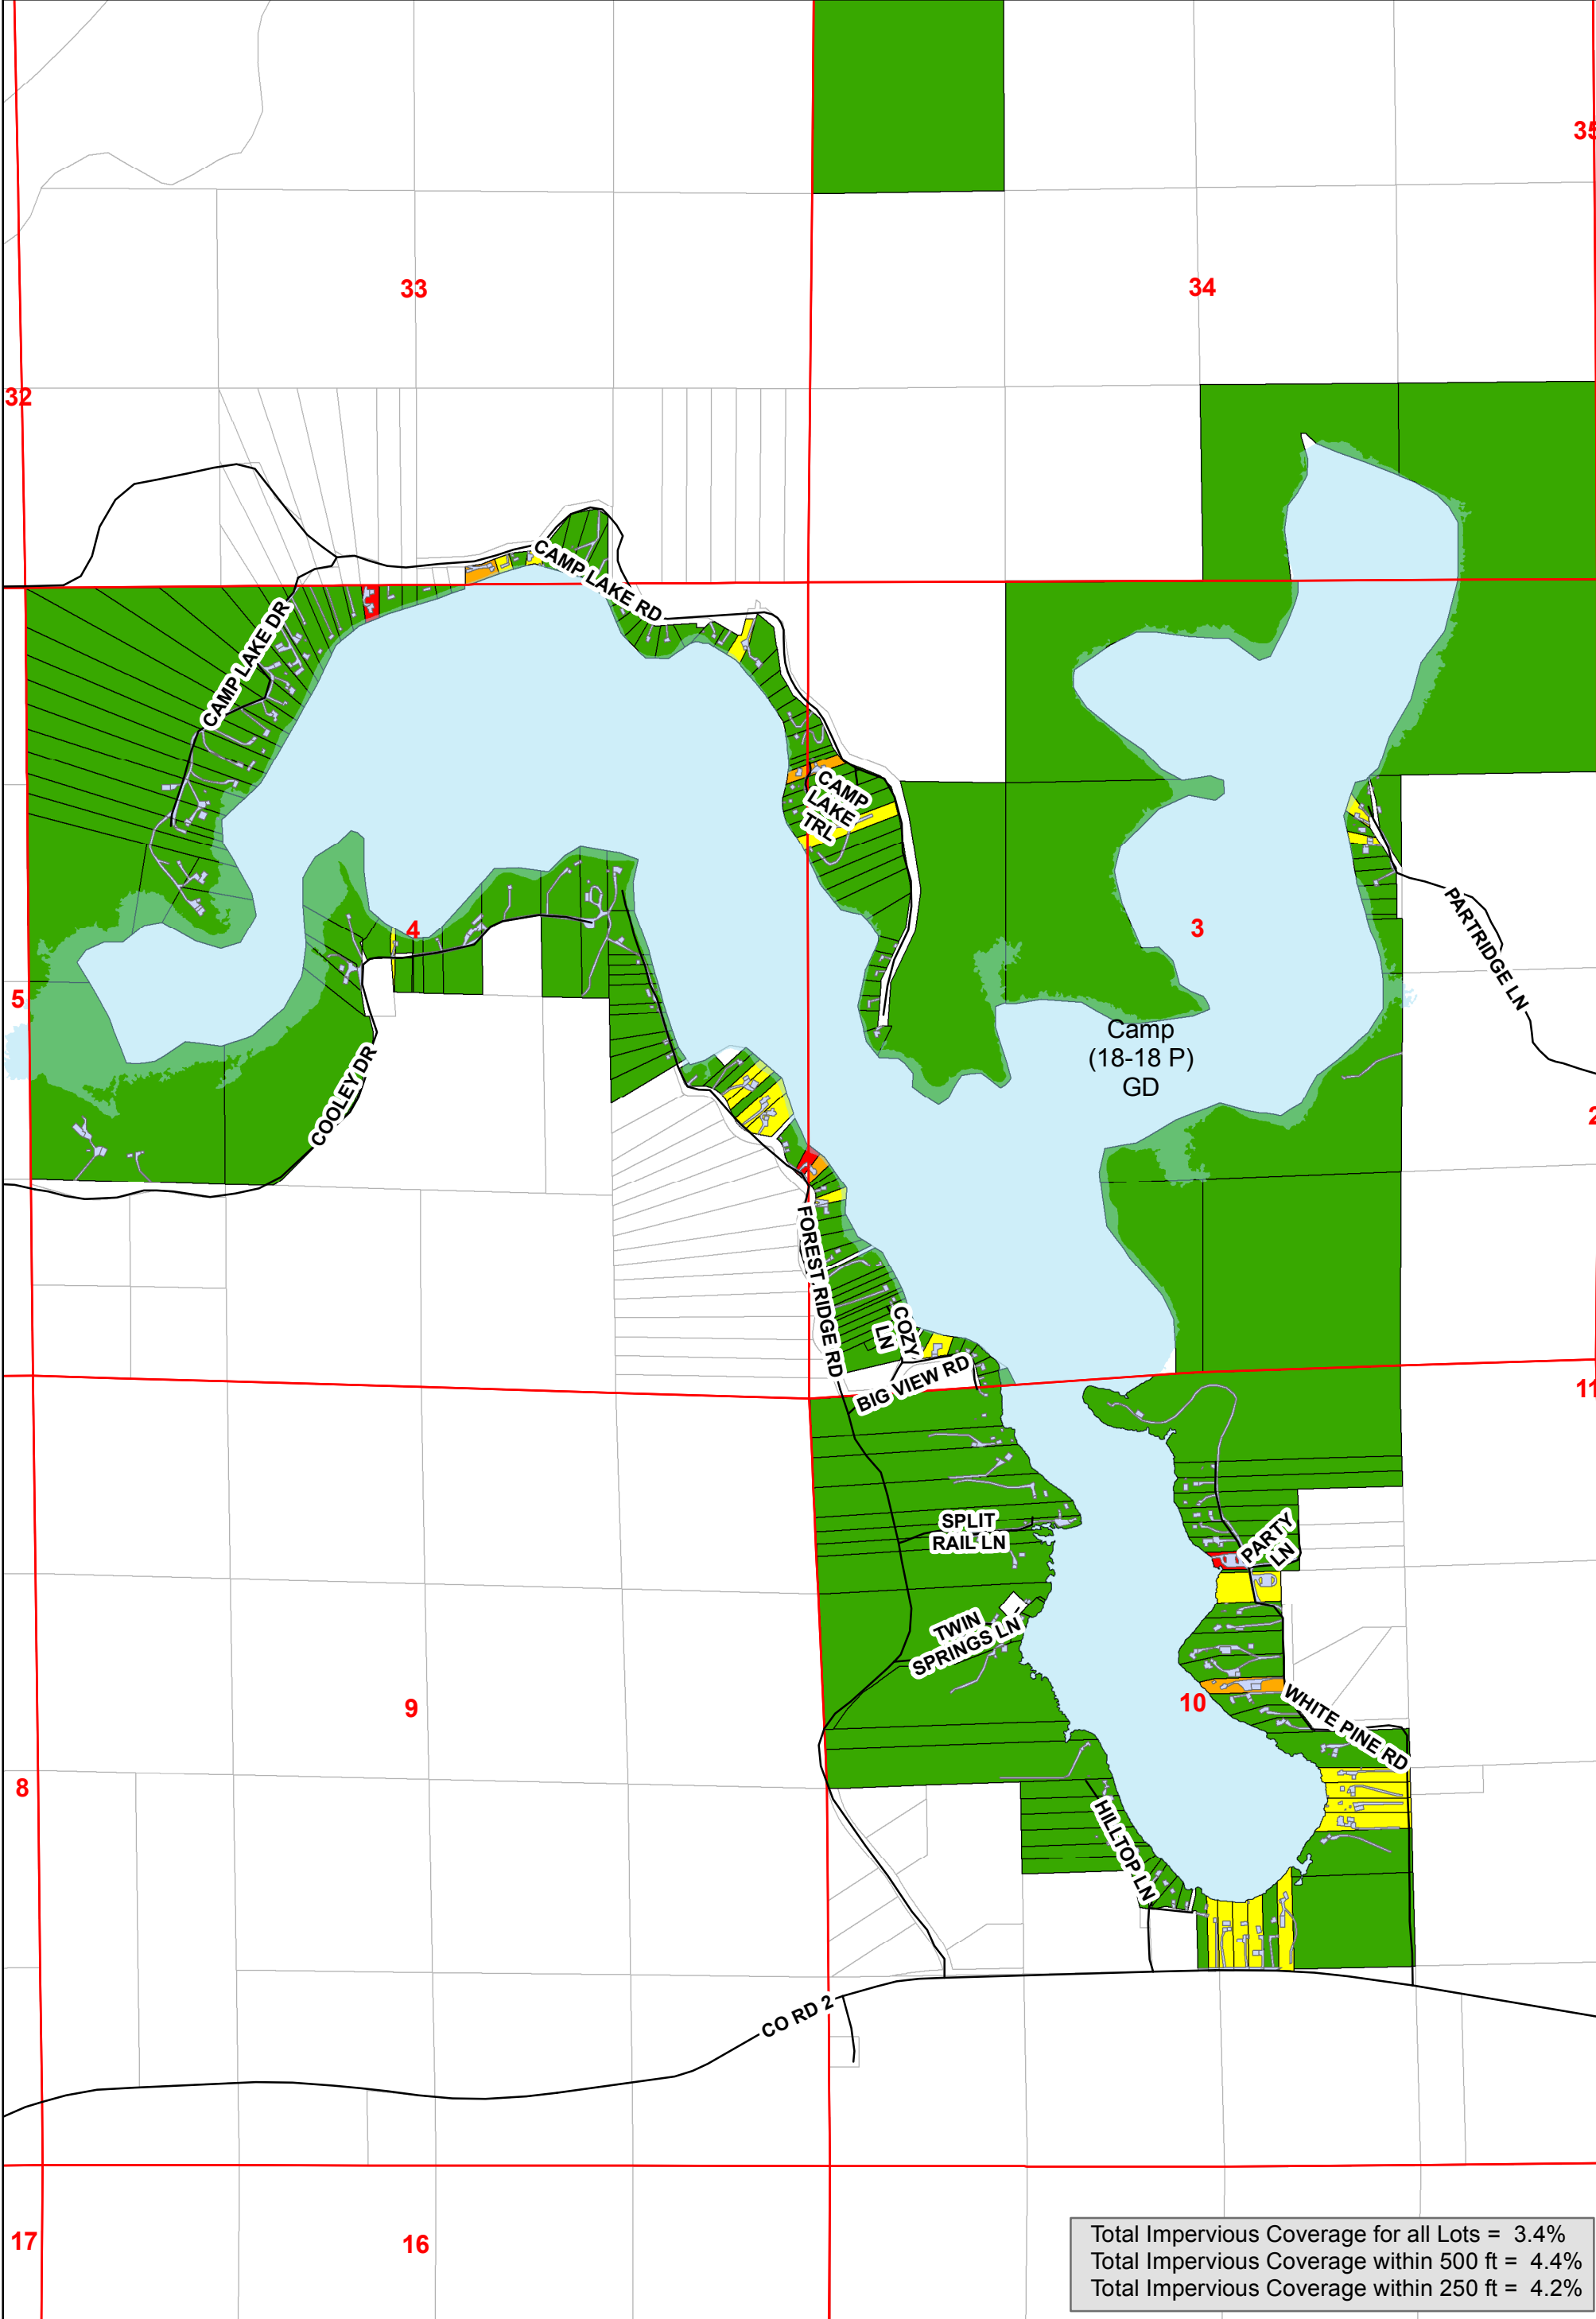 35
33
34
32
CAMP LAKE RD
CAMP LAKE DR
CAMP
LAKE
TRL
4
3
PARTRIDGE LN
5
Camp
(18-18 P)
GD
COOLEY DR
2
FOREST RIDGE RD
COZY
LN
BIG VIEW RD
11
SPLIT
RAIL LN
PARTY
LN
TWIN
SPRINGS LN
9
10
WHITE PINE RD
8
HILLTOP LN
CO RD 2
17
16
Total Impervious Coverage for all Lots = 3.4%
Total Impervious Coverage within 500 ft = 4.4%
Total Impervious Coverage within 250 ft = 4.2%